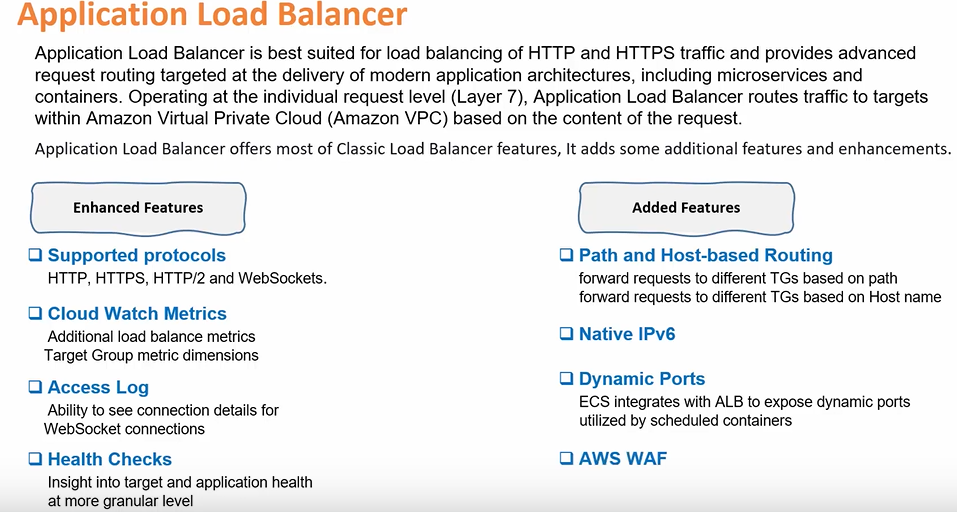 Application Load Balancer
Application Load Balancer is best suited for load balancing of HTTP and HTTPS traffic and provides advanced
request routing targeted at the delivery of modern application architectures, including microservices and
containers. Operating at the individual request level (Layer 7), Application Load Balancer routes traffic to targets
within Amazon Virtual Private Cloud (Amazon VPC) based on the content of the request.
Application Load Balancer offers most of Classic Load Balancer features, It adds some additional features and enhancements.
Enhanced Features
Supported protocols
HTTP, HTTPS, HTTP/2 and WebSockets.
Cloud Watch Metrics
Additional load balance metrics
Target Group metric dimensions
Access Log
Ability to see connection details for
WebSocket connections
Health Checks
Insight into target and application health
at more granular level
Added Features
Path and Host-based Routing
forward requests to different TGs based on path
forward requests to different TGs based on Host name
Native IPv6
Dynamic Ports
ECS integrates with ALB to expose dynamic ports
utilized by scheduled containers
AWS WAF